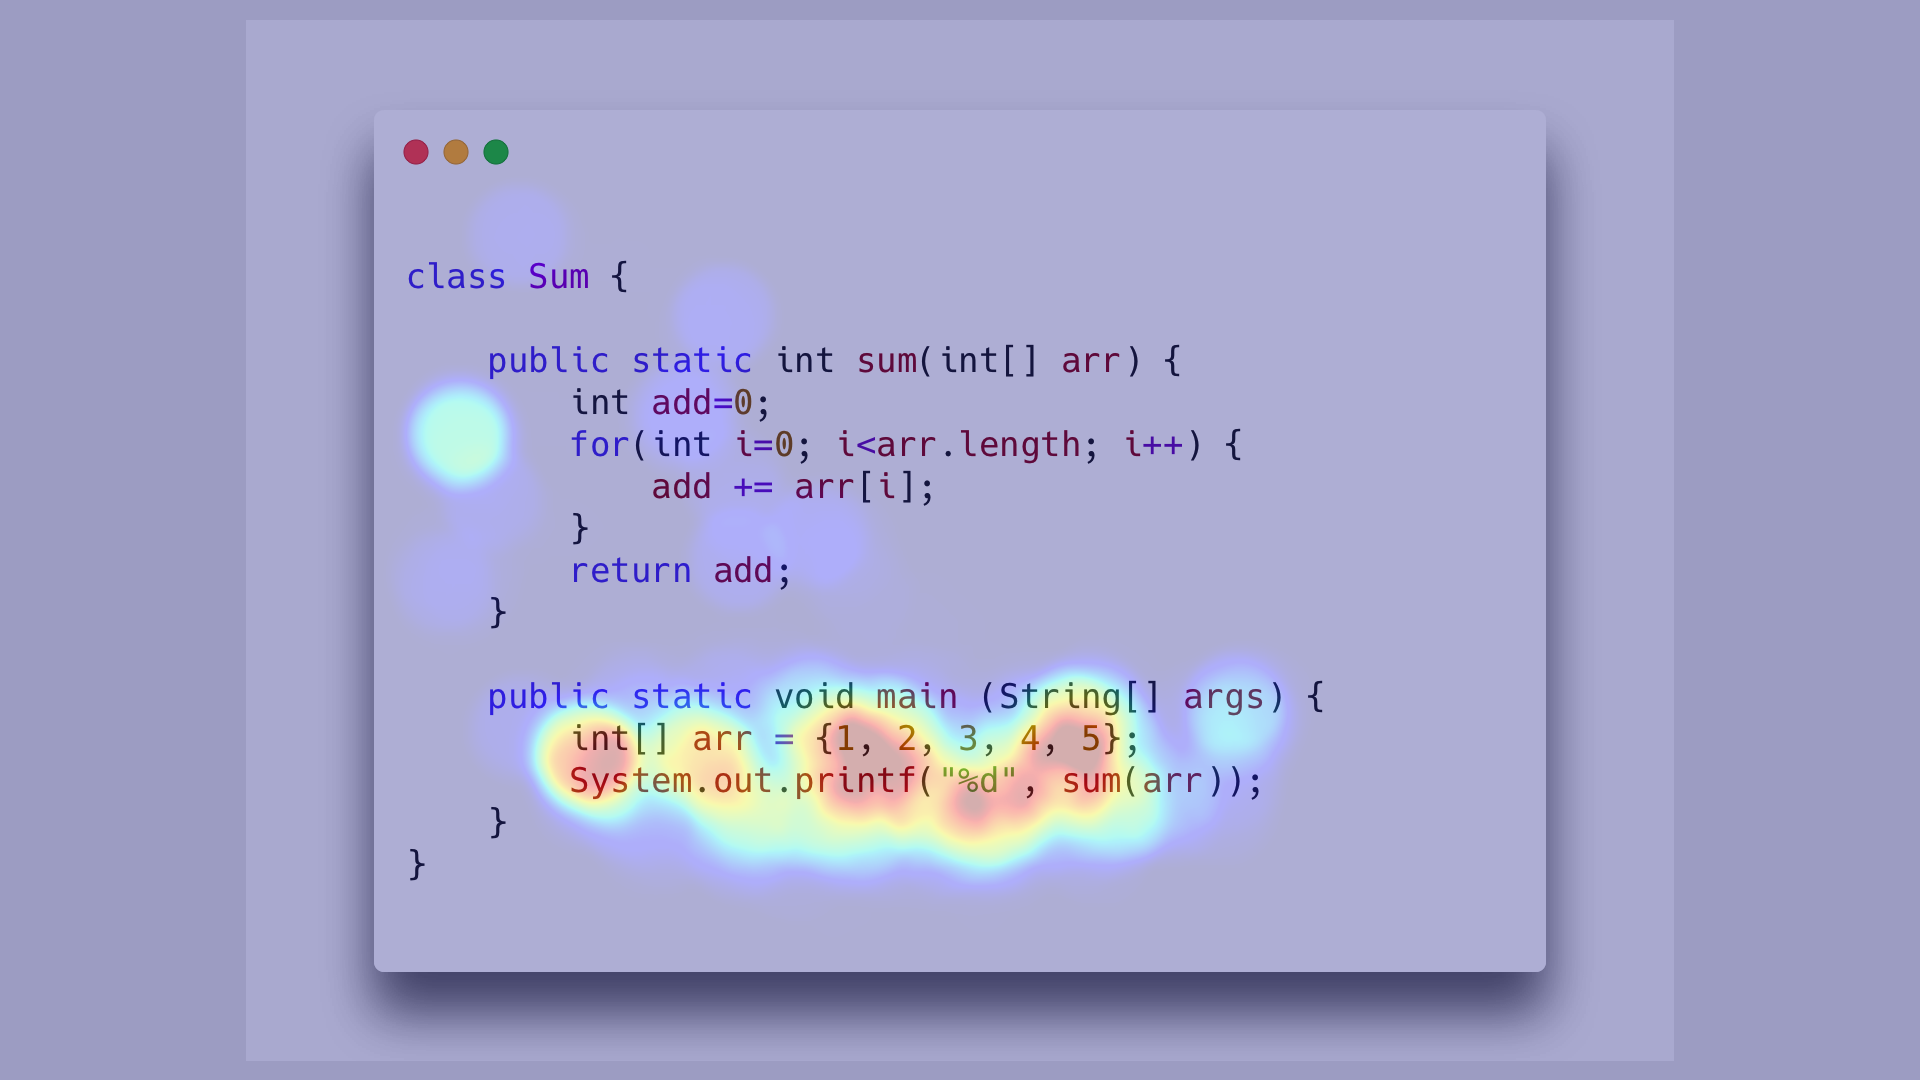 class Sum {
public static int sum(int[] arr) {
int add=0;
for(int i=0; i<arr.length; i++) {
add += arr[i];
}
return add;
}
public static void main (String[] args) {
int[] arr = {1, 2, 3, 4, 5};
System.out.printf("%d", sum(arr));
}
}